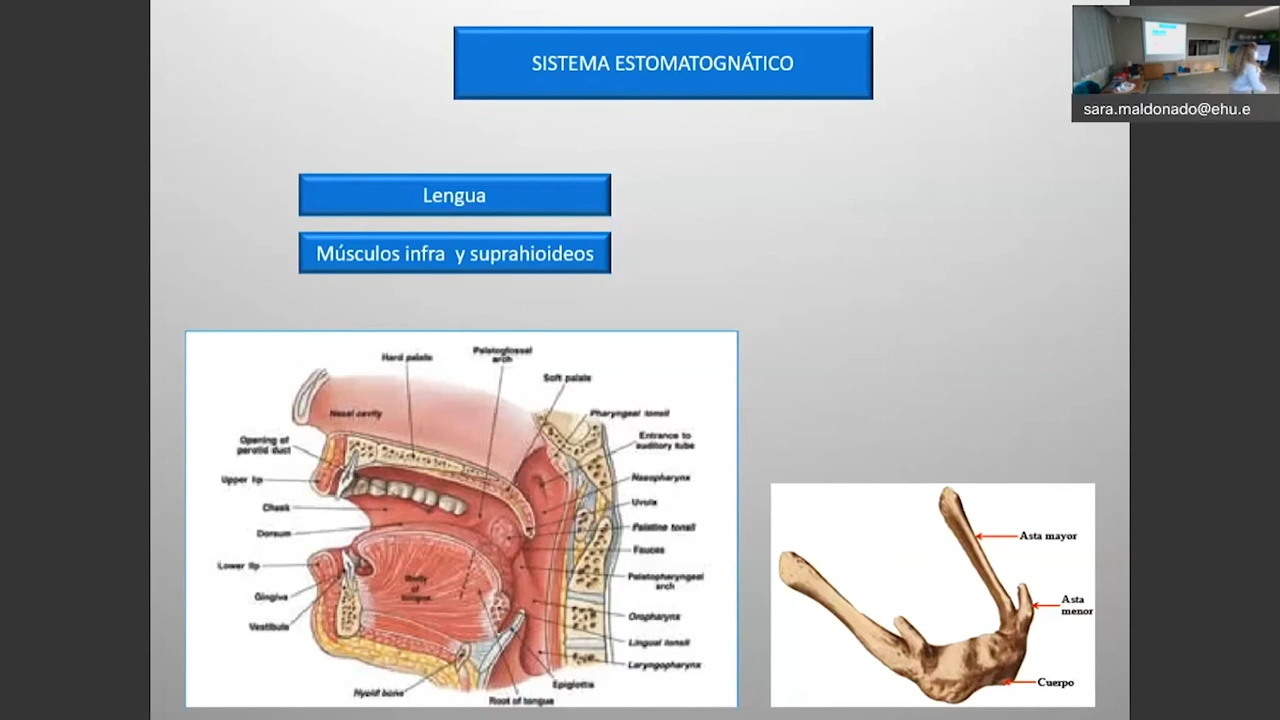 SISTEMA ESTOMATOGNÁTICO
sara.maldonado@ehu.e
Lengua
Músculos infra y suprahioideos
Hard palate
Palatoglossal
arch
Soft palate
Nasal cavity
Pharyngeal tonsil
Opening of
parotid duct
Entrance to
auditory tube
Upper lip
Nasopharynx
Cheek
Uvula
Dorsum
Palatine tonsil
Fauces
Lower lip
Body
of
tongue
Palatopharyngeal
arch
Gingiva
Vestibule
Oropharynx
Lingual tonsil
Laryngopharynx
Hyoid bone
Epiglottis
Root of tongue
Asta mayor
Asta
menor
Cuerpo